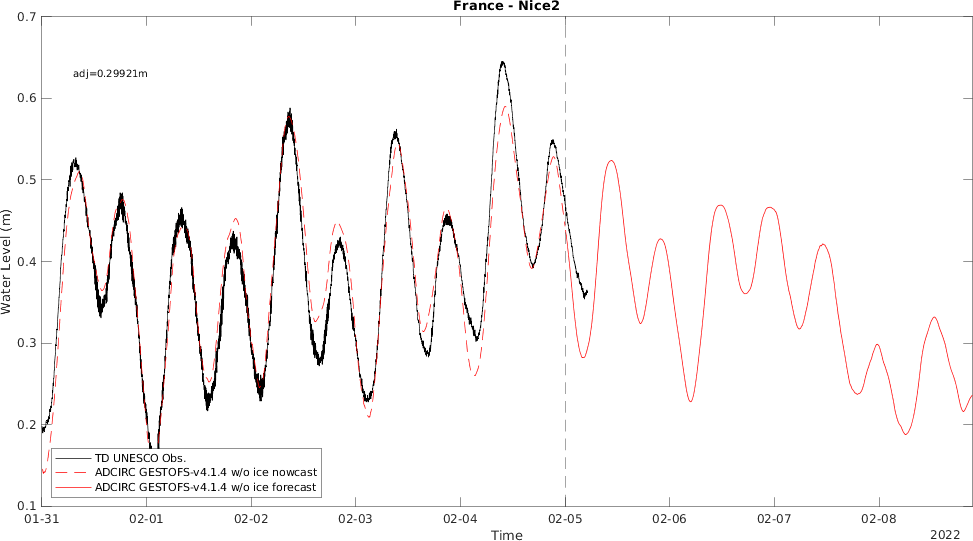 France - Nice2
0.7
adj=0.29921m
0.6
0.5
0.4
0.3
0.2
0.1
Water Level (m)
TD UNESCO Obs.
ADCIRC GESTOFS-v4.1.4 w/o ice nowcast
ADCIRC GESTOFS-v4.1.4 w/o ice forecast
01-31 02-01 02-02 02-03 02-04 02-05 02-06 02-07 02-08
Time
2022